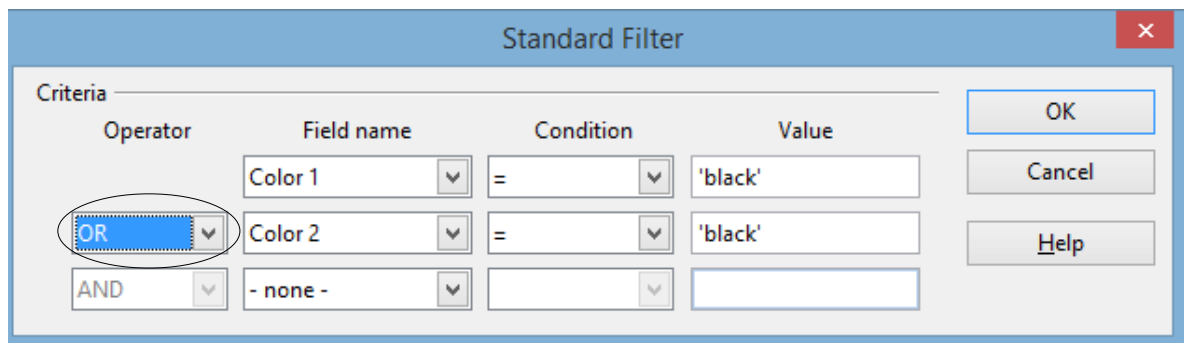 Standard Filter
Criteria
Operator Field name Condition Value
OK
Color 1 = 'black'
Cancel
OR Color 2 = 'black'
Help
AND - none -